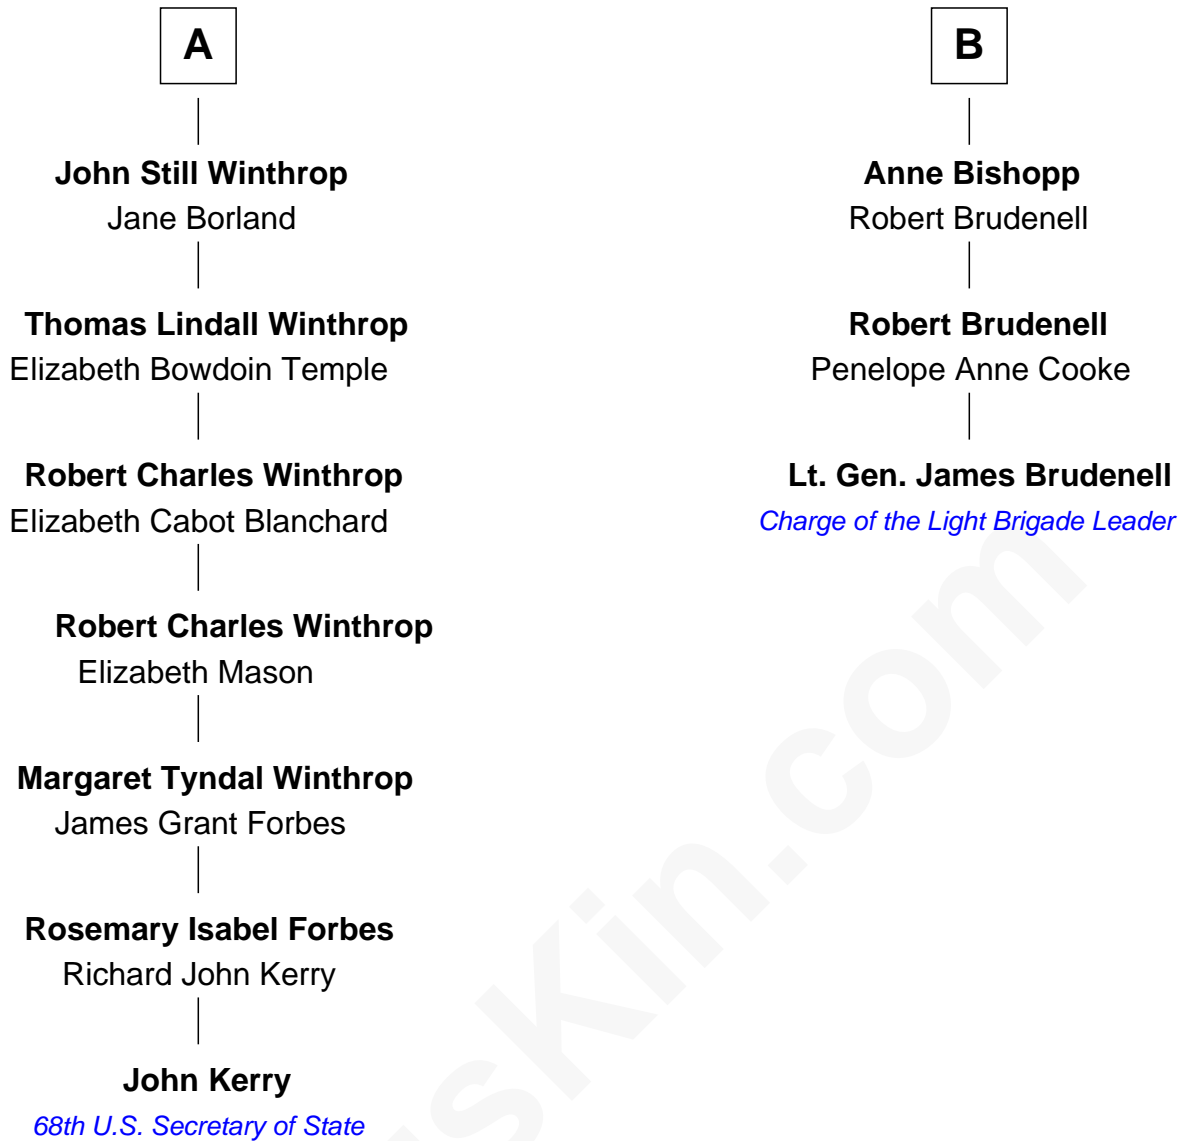 A
John Still Winthrop
Jane Borland
Thomas Lindall Winthrop
Elizabeth Bowdoin Temple
Robert Charles Winthrop
Elizabeth Cabot Blanchard
Robert Charles Winthrop
Elizabeth Mason
Margaret Tyndal Winthrop
James Grant Forbes
Rosemary Isabel Forbes
Richard John Kerry
John Kerry
68th U.S. Secretary of State
B
Anne Bishopp
Robert Brudenell
Robert Brudenell
Penelope Anne Cooke
Lt. Gen. James Brudenell
Charge of the Light Brigade Leader
sKin.com